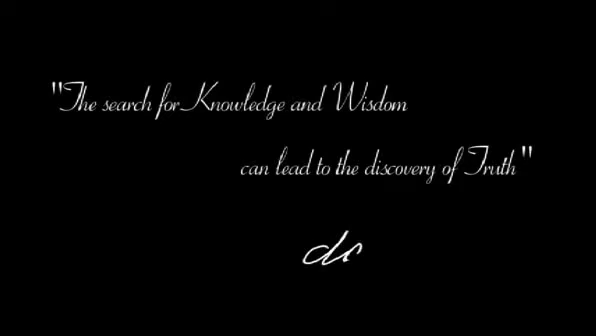 "The search for Knowledge and Wisdom
can lead to the discovery of Truth"